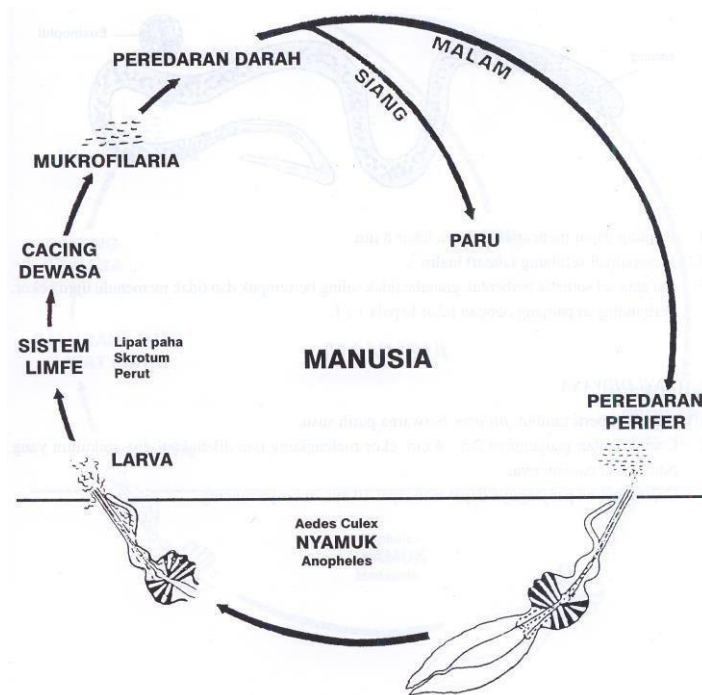 PEREDARAN DARAH
SIANG
MALAM
MUKROFILARIA
PARU
CACING
DEWASA
SISTEM
LIMFE
Lipat paha
Skrotum
Perut
MANUSIA
PEREDARAN
PERIFER
LARVA
Aedes Culex
NYAMUK
Anopheles